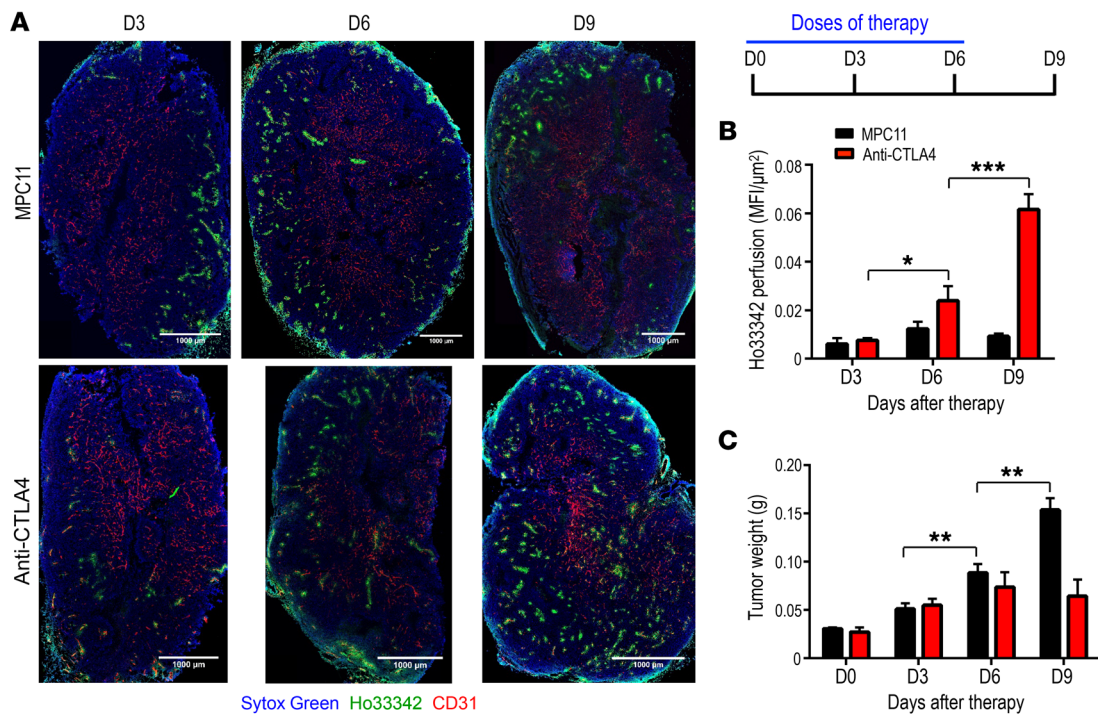 A
D3
D6
D9
MPC11
1000 µm
1000 µm
1000 µm
Anti-CTLA4
1000 µm
1000 µm
1000 µm
Sytox Green Ho33342 CD31
Doses of therapy
D0 D3 D6 D9
B
MPC11
Anti-CTLA4
Ho33342 perfusion (MFI/µm²)
0.08
0.06
0.04
0.02
0
*
***
D3 D6 D9
Days after therapy
C
Tumor weight (g)
0.20
0.15
0.10
0.05
0
**
**
D0 D3 D6 D9
Days after therapy